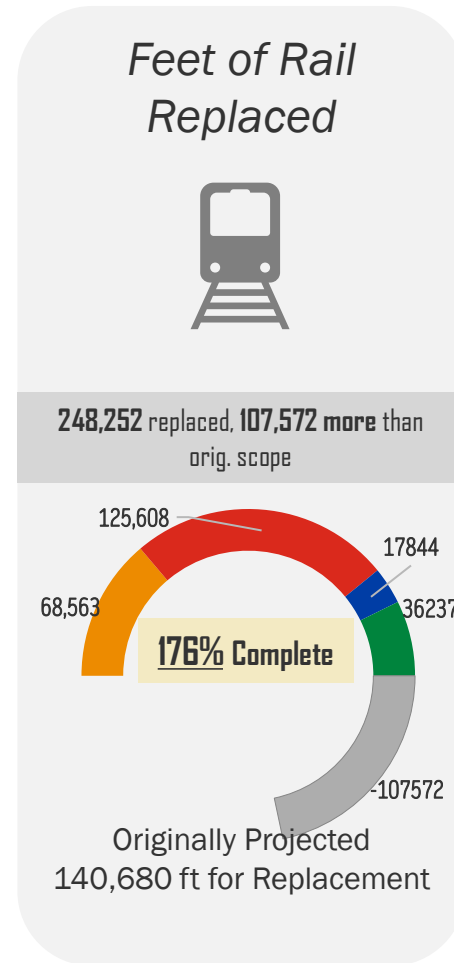 Feet of Rail
Replaced
248,252 replaced, 107,572 more than
orig. scope
125,608
17844
68,563
36237
176% Complete
-107572
Originally Projected
140,680 ft for Replacement